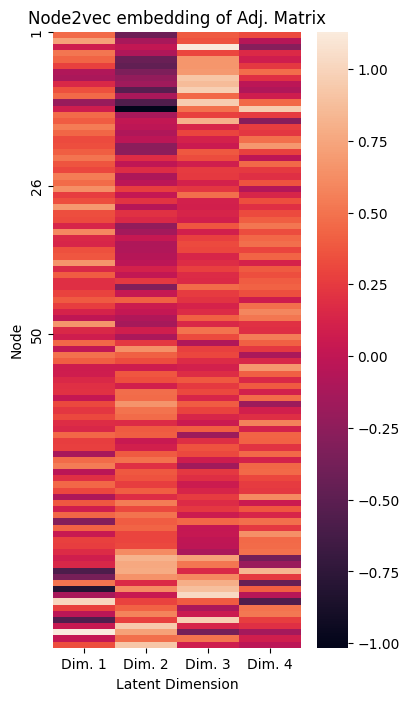 Node2vec embedding of Adj. Matrix
1
26
50
Node
Dim. 1
Dim. 2
Dim. 3
Dim. 4
Latent Dimension
1.00
0.75
0.50
0.25
0.00
−0.25
−0.50
−0.75
−1.00